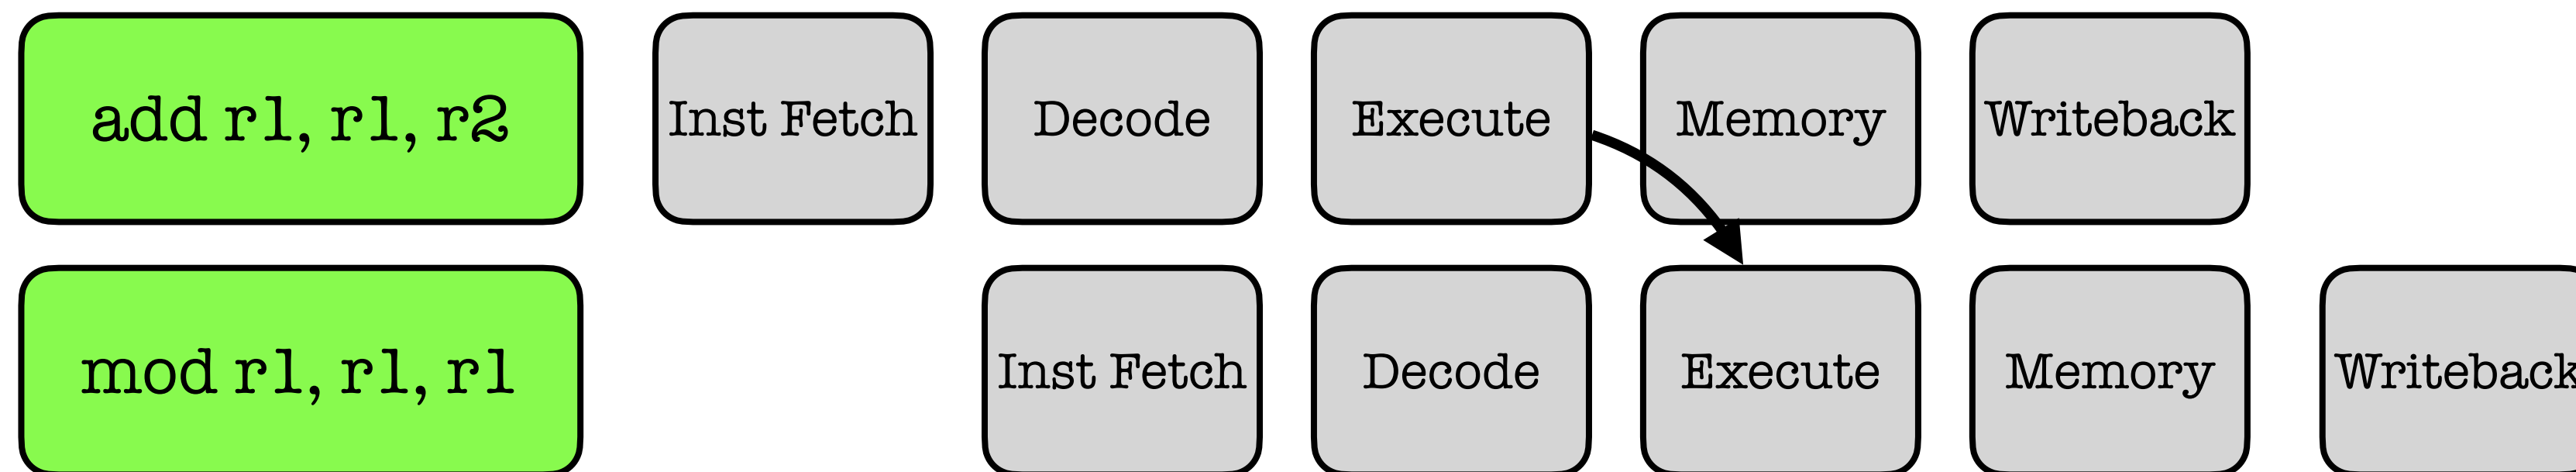 add r1, r1, r2 Inst Fetch Decode Execute Memory Writeback
mod r1, r1, r1 Inst Fetch Decode Execute Memory Writeback